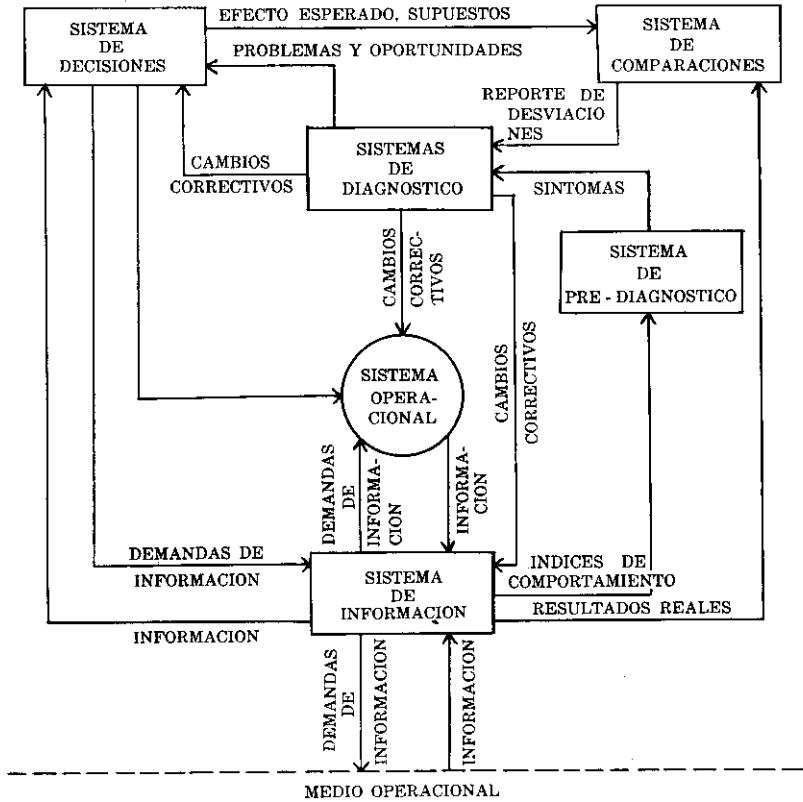 EFECTO ESPERADO, SUPUESTOS
SISTEMA
DE
DECISIONES
SISTEMA
DE
COMPARACIONES
PROBLEMAS Y OPORTUNIDADES
REPORTE DE
DESVIACIO
NES
SISTEMAS
DE
DIAGNOSTICO
CAMBIOS
CORRECTIVOS
SINTOMAS
SISTEMA
DE
PRE - DIAGNOSTICO
CAMBIOS
CORREC-
TIVOS
CAMBIOS
CORRECTIVOS
SISTEMA
OPERA-
CIONAL
DEMANDAS
DE
INFORMA-
CION
INFORMA-
CION
DEMANDAS DE
INFORMACION
SISTEMA
DE
INFORMACION
INDICES DE
COMPORTAMIENTO
RESULTADOS REALES
INFORMACION
DEMANDAS
DE
INFORMACION
INFORMACION
MEDIO OPERACIONAL